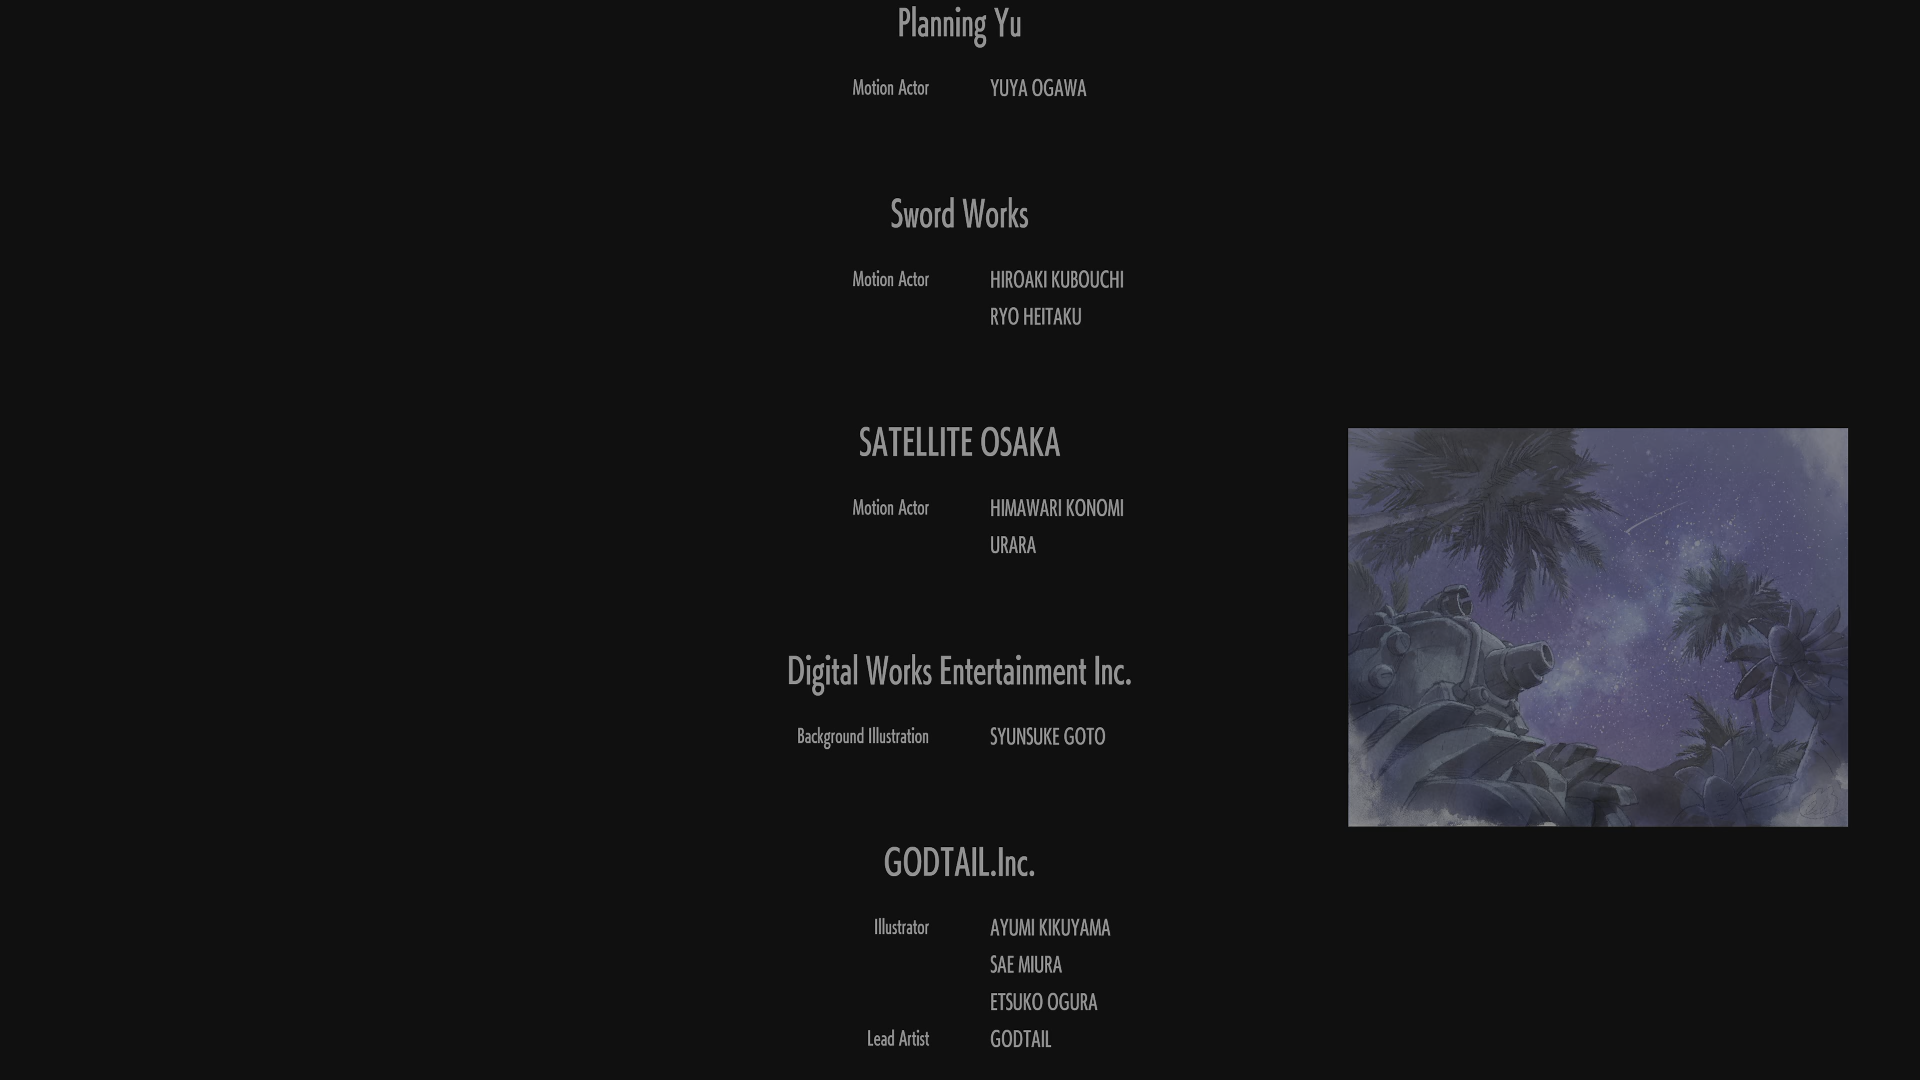 Planning Yu
Motion Actor YUYA OGAWA
Sword Works
Motion Actor HIROAKI KUBOUCHI
RYO HEITAKU
SATELLITE OSAKA
Motion Actor HIMAWARI KONOMI
URARA
Digital Works Entertainment Inc.
Background Illustration SYUNSUKE GOTO
GODTAIL.Inc.
Illustrator AYUMI KIKUYAMA
SAE MIURA
ETSUKO OGURA
Lead Artist GODTAIL